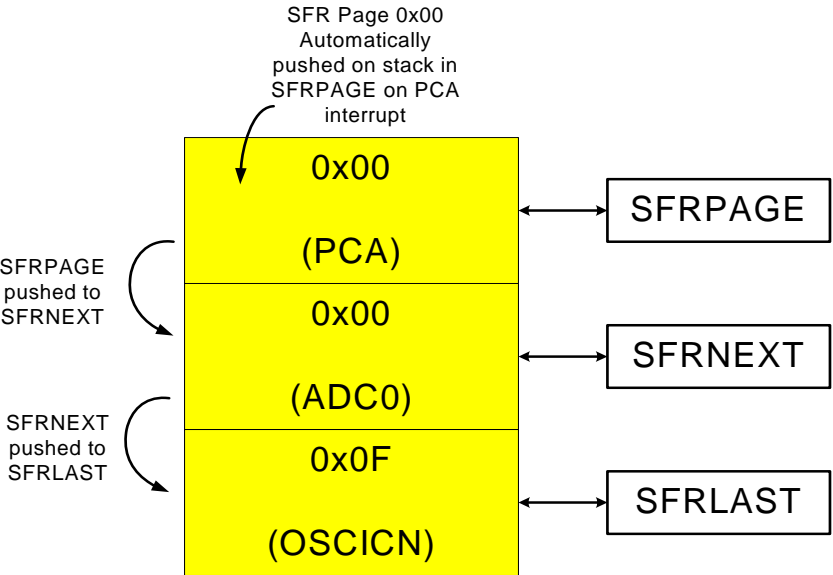 SFR Page 0x00
Automatically
pushed on stack in
SFRPAGE on PCA
interrupt
0x00
(PCA)
SFRPAGE
SFRPAGE
pushed to
SFRNEXT
0x00
(ADC0)
SFRNEXT
SFRNEXT
pushed to
SFRLAST
0x0F
(OSCICN)
SFRLAST